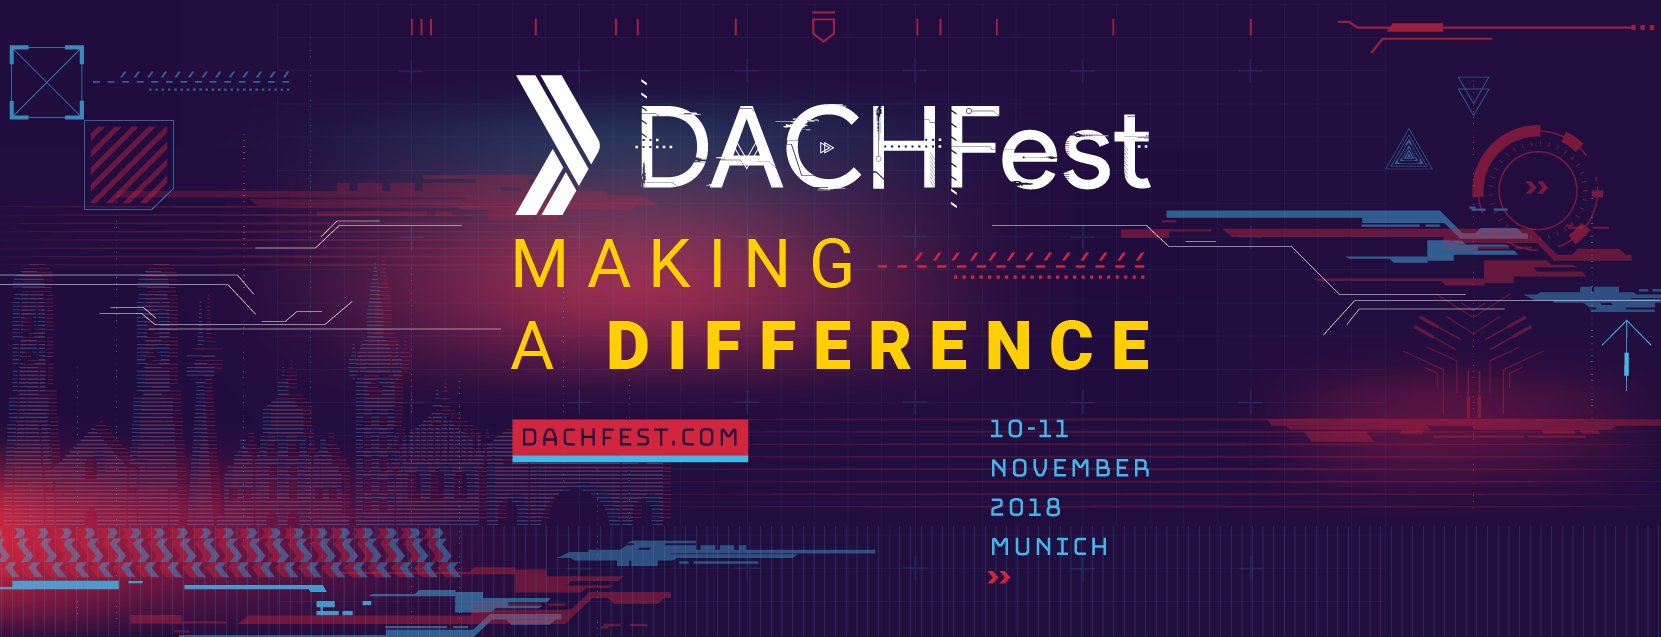 DACHFest
MAKING
A DIFFERENCE
DACHFEST.COM
10-11
NOVEMBER
2018
MUNICH